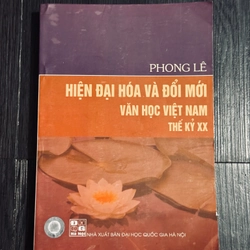 PHONG LÊ
HIỆN ĐẠI HÓA VÀ ĐỔI MỚI
VĂN HỌC VIỆT NAM
THẾ KỶ XX
NHÀ XUẤT BẢN ĐẠI HỌC QUỐC GIA HÀ NỘI